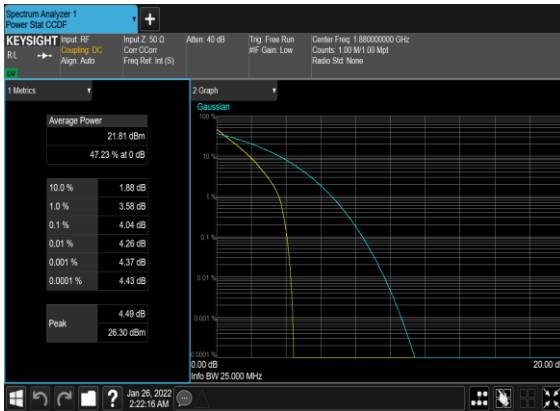 Spectrum Analyzer 1
Power Stat CCDF
KEYSIGHT
RL
Input: RF
Coupling: DC
Align: Auto
Input Z: 50 Ω
Corr CCorr
Freq Ref: Int (S)
Atten: 40 dB
Trig: Free Run
#IF Gain: Low
Center Freq: 1.880000000 GHz
Counts: 1.00 M/1.00 Mpt
Radio Std: None
1 Metrics
Average Power
21.81 dBm
47.23 % at 0 dB
10.0 % 1.88 dB
1.0 % 3.58 dB
0.1 % 4.04 dB
0.01 % 4.26 dB
0.001 % 4.37 dB
0.0001 % 4.43 dB
Peak
4.49 dB
26.30 dBm
2 Graph
Gaussian
100 %
10 %
1 %
0.1 %
0.01 %
0.001 %
0.0001 %
0.00 dB
20.00 d
Info BW 25.000 MHz
Jan 26, 2022
2:22:16 AM